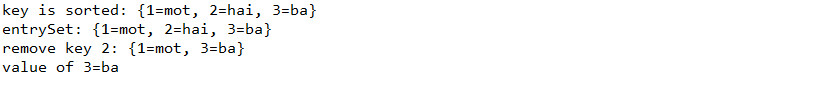 key is sorted: {1=mot, 2=hai, 3=ba}
entrySet: {1=mot, 2=hai, 3=ba}
remove key 2: {1=mot, 3=ba}
value of 3=ba